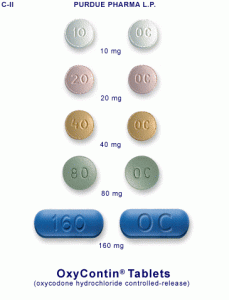 C-II PURDUE PHARMA L.P.
10 OC
10 mg
20 OC
20 mg
40 OC
40 mg
80 OC
80 mg
160 OC
160 mg
OxyContin® Tablets
(oxycodone hydrochloride controlled-release)